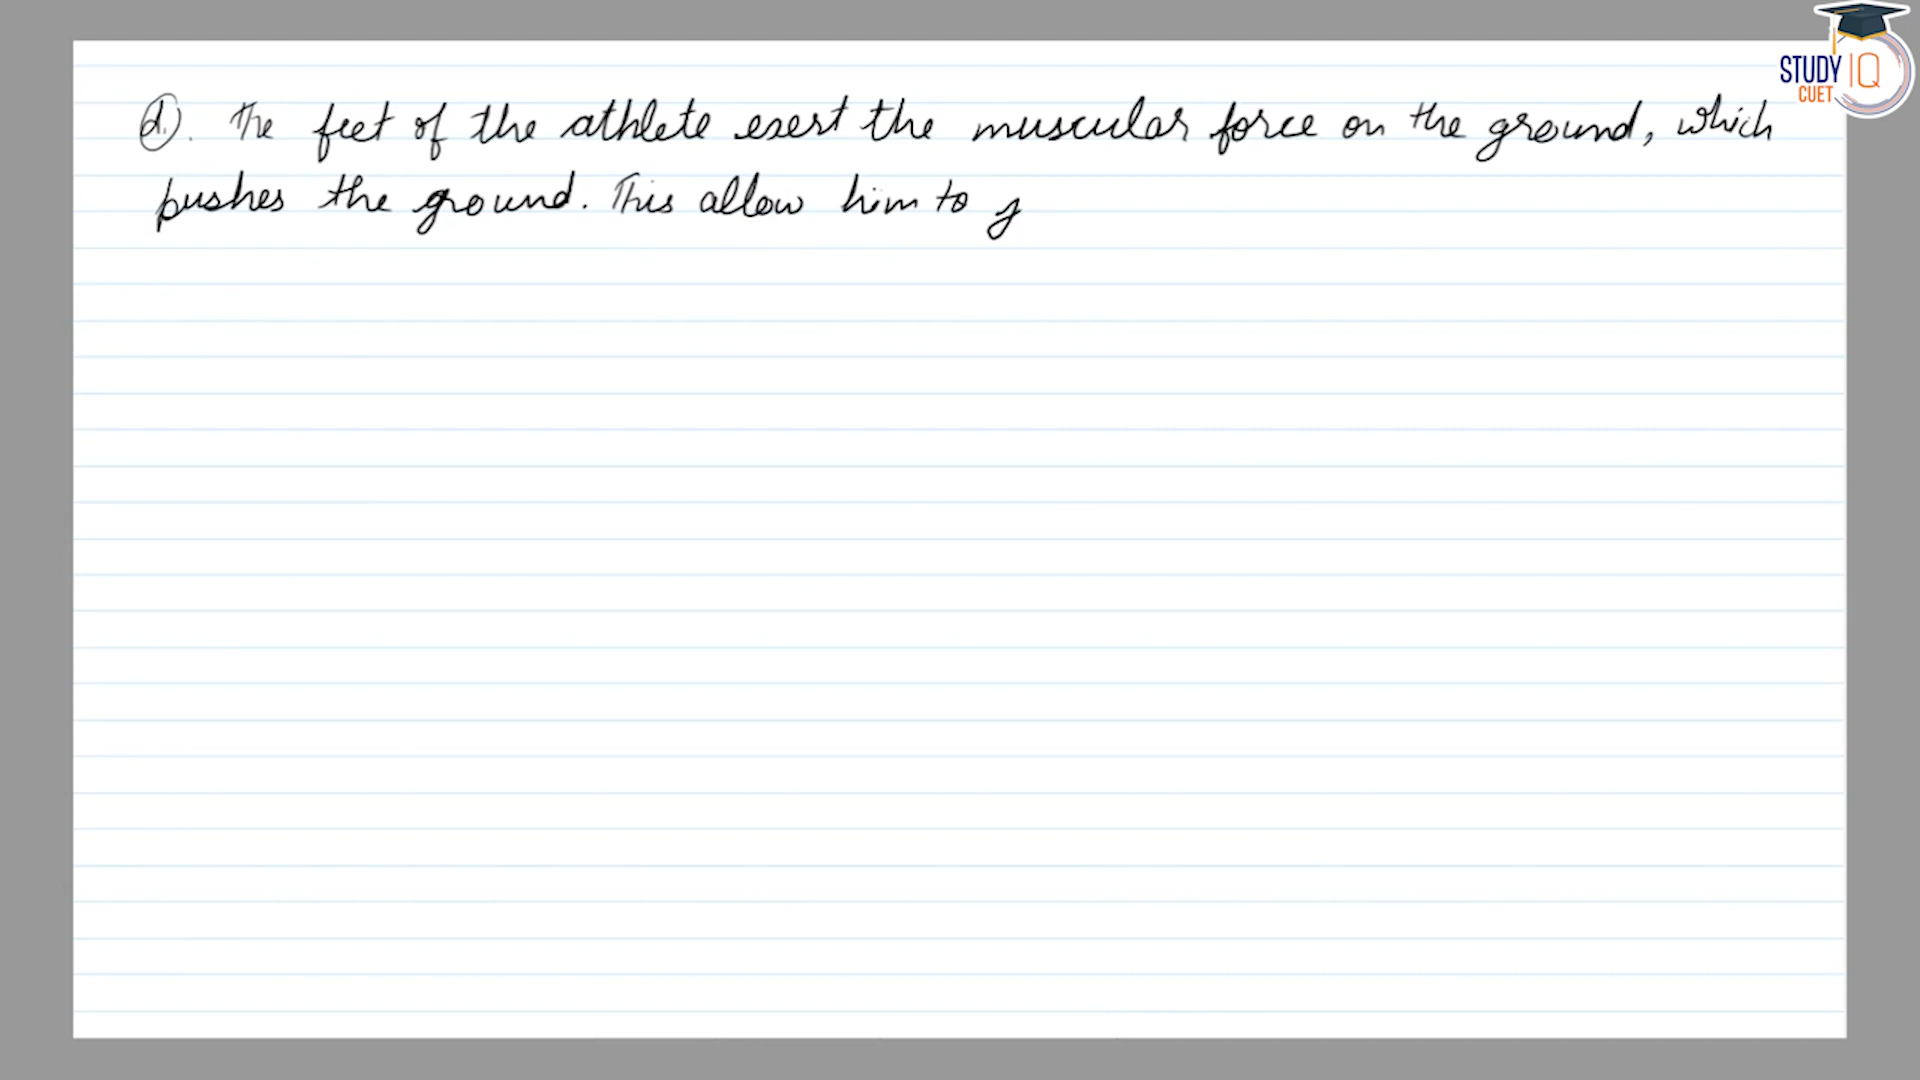 STUDY IQ
CUET
d). The feet of the athlete exert the muscular force on the ground, which
pushes the ground. This allow him to